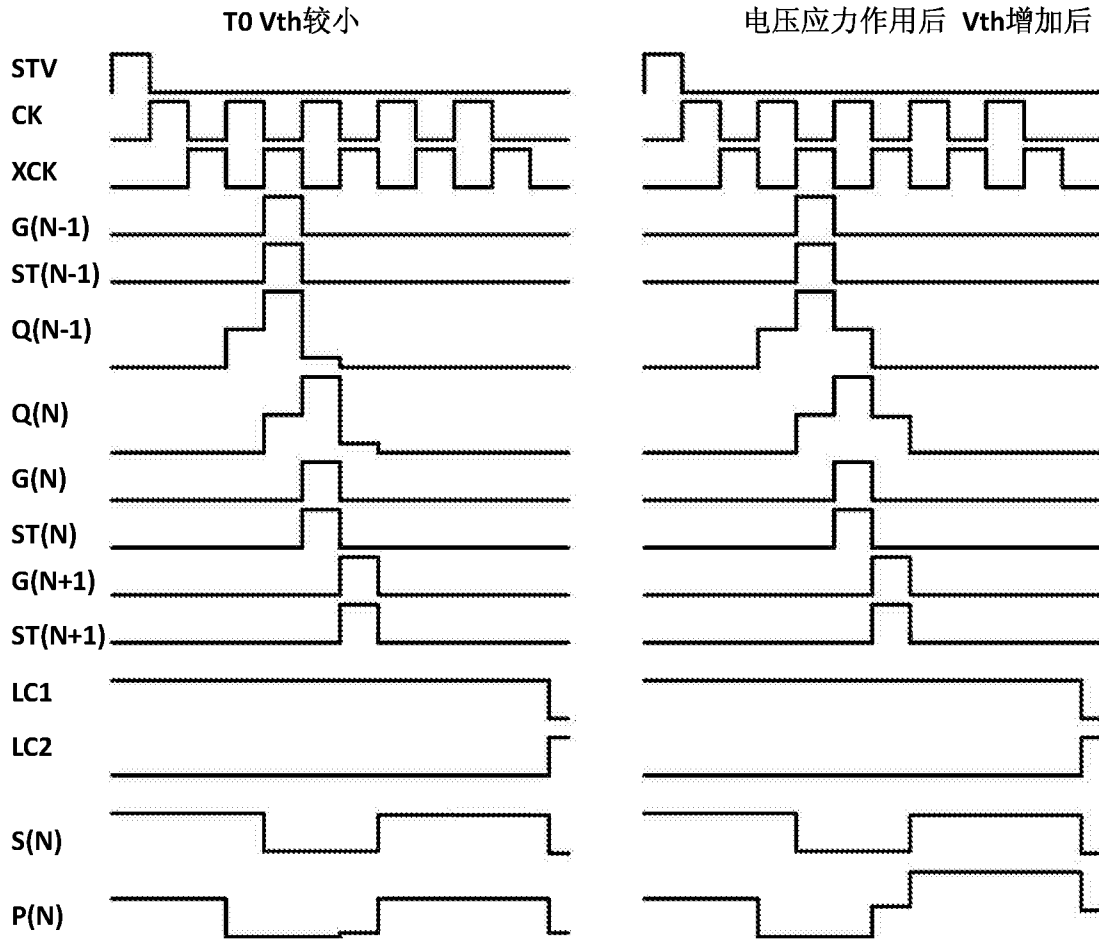 T0 Vth较小 电压应力作用后 Vth增加后
STV
CK
XCK
G(N-1)
ST(N-1)
Q(N-1)
Q(N)
G(N)
ST(N)
G(N+1)
ST(N+1)
LC1
LC2
S(N)
P(N)